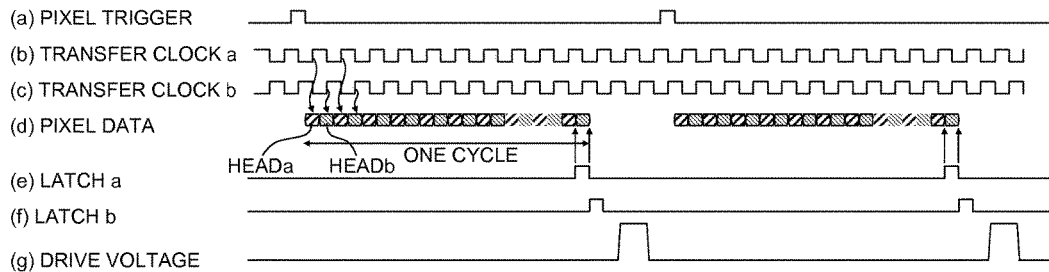 (a) PIXEL TRIGGER
(b) TRANSFER CLOCK a
(c) TRANSFER CLOCK b
(d) PIXEL DATA
HEADa HEADb ONE CYCLE
(e) LATCH a
(f) LATCH b
(g) DRIVE VOLTAGE